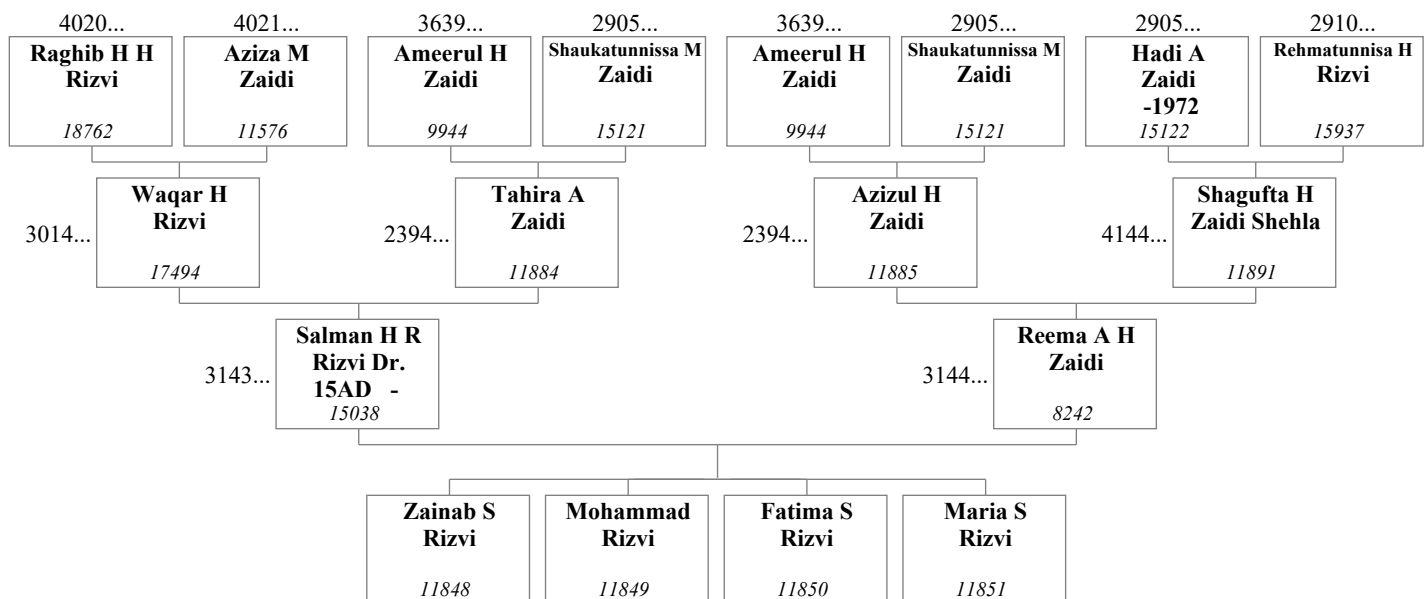 4020... 4021... 3639... 2905... 3639... 2905... 2905... 2910...
Raghib H H Aziza M Ameerul H Shaukatunnissa M Ameerul H Shaukatunnissa M Hadi A Rehmatunnisa H
Rizvi Zaidi Zaidi Zaidi Zaidi Zaidi Zaidi Rizvi
-1972
18762 11576 9944 15121 9944 15121 15122 15937
Waqar H Tahira A Azizul H Shagufta H
Rizvi Zaidi Zaidi Zaidi Shehla
3014... 2394... 2394... 4144...
17494 11884 11885 11891
Salman H R Reema A H
Rizvi Dr. Zaidi
3143... 3144...
15AD -
15038 8242
Zainab S Mohammad Fatima S Maria S
Rizvi Rizvi Rizvi Rizvi
11848 11849 11850 11851